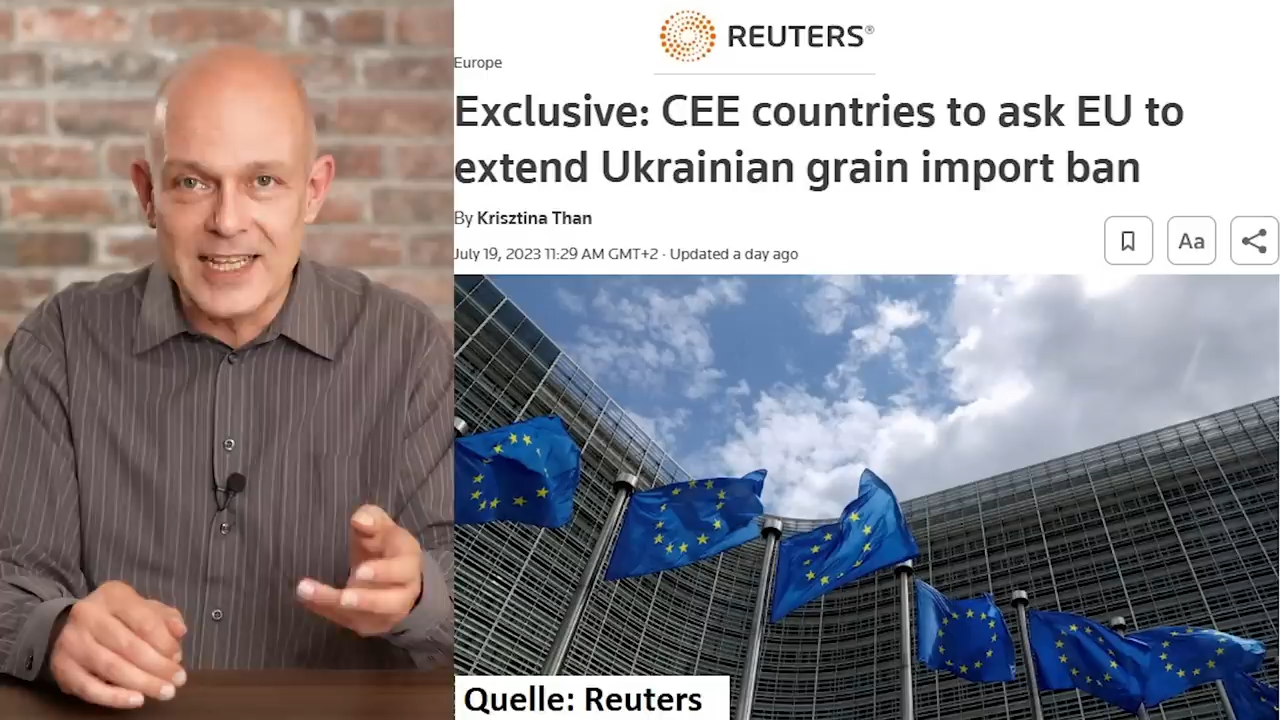 REUTERS®
Europe
Exclusive: CEE countries to ask EU to
extend Ukrainian grain import ban
By Krisztina Than
July 19, 2023 11:29 AM GMT+2 · Updated a day ago
Aa
Quelle: Reuters